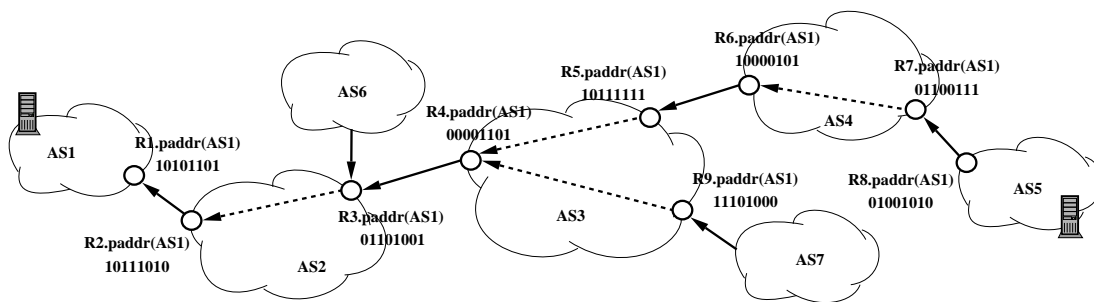 R6.paddr(AS1)
10000101
R5.paddr(AS1)
10111111
R7.paddr(AS1)
01100111
AS6
R4.paddr(AS1)
00001101
AS4
AS1
R1.paddr(AS1)
10101101
R8.paddr(AS1)
01001010
AS5
R9.paddr(AS1)
11101000
AS3
R3.paddr(AS1)
01101001
R2.paddr(AS1)
10111010
AS2
AS7